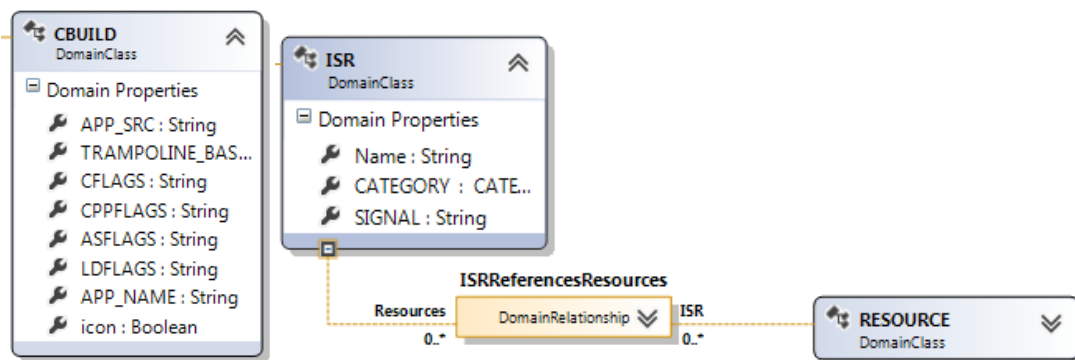 CBUILD
DomainClass
Domain Properties
APP_SRC : String
TRAMPOLINE_BAS...
CFLAGS : String
CPPFLAGS : String
ASFLAGS : String
LDFLAGS : String
APP_NAME : String
icon : Boolean
ISR
DomainClass
Domain Properties
Name : String
CATEGORY : CATE...
SIGNAL : String
ISRReferencesResources
Resources
0..*
DomainRelationship
ISR
0..*
RESOURCE
DomainClass